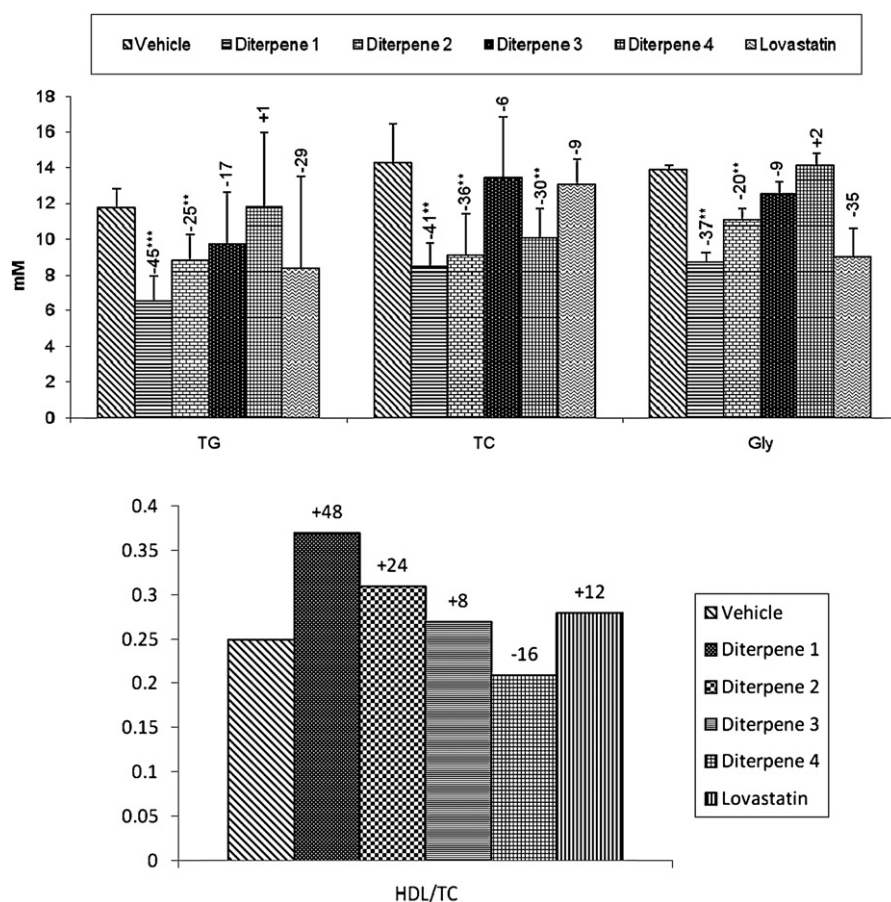 Vehicle Diterpene 1 Diterpene 2 Diterpene 3 Diterpene 4 Lovastatin
18
16
14
12
10
8
6
4
2
0
mM
-45*** -25** -17 +1 -29
-41** -36** -6 -30** -9
-37** -20** -9 +2 -35
TG TC Gly
0.4
0.35
0.3
0.25
0.2
0.15
0.1
0.05
0
+48
+24
+8
-16
+12
HDL/TC
Vehicle
Diterpene 1
Diterpene 2
Diterpene 3
Diterpene 4
Lovastatin